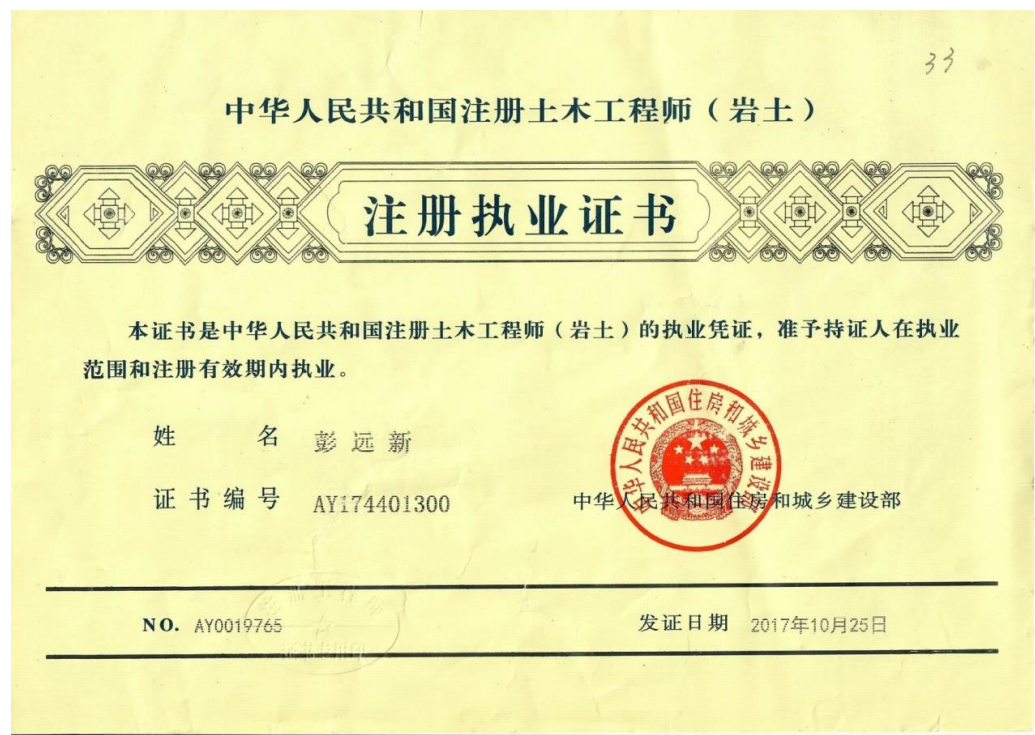 33
中华人民共和国注册土木工程师（岩土）
注册执业证书
本证书是中华人民共和国注册土木工程师（岩土）的执业凭证，准予持证人在执业
范围和注册有效期内执业。
姓名 彭远新
证书编号 AY174401300
中华人民共和国住房和城乡建设部
中华人民共和国住房和城乡建设部
NO. AY0019765
发证日期 2017年10月25日